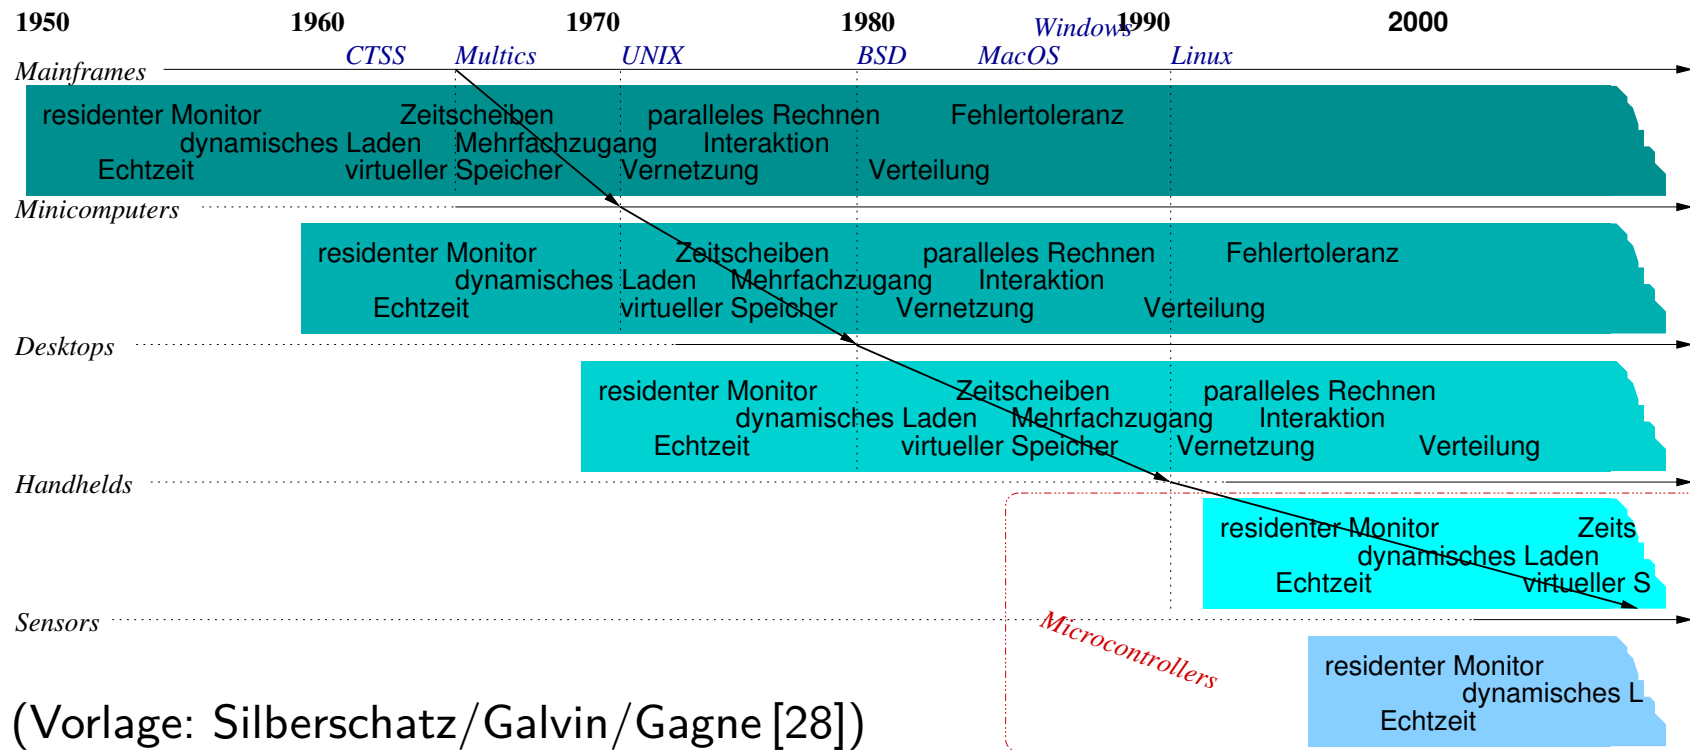 1950 1960 1970 1980 1990 2000
Windows
CTSS Multics UNIX BSD MacOS Linux
Mainframes
residenter Monitor Zeitscheiben paralleles Rechnen Fehlertoleranz
dynamisches Laden Mehrfachzugang Interaktion
Echtzeit virtueller Speicher Vernetzung Verteilung
Minicomputers
residenter Monitor Zeitscheiben paralleles Rechnen Fehlertoleranz
dynamisches Laden Mehrfachzugang Interaktion
Echtzeit virtueller Speicher Vernetzung Verteilung
Desktops
residenter Monitor Zeitscheiben paralleles Rechnen
dynamisches Laden Mehrfachzugang Interaktion
Echtzeit virtueller Speicher Vernetzung Verteilung
Handhelds
residenter Monitor Zeits
dynamisches Laden
Echtzeit virtueller S
Sensors
Microcontrollers
residenter Monitor
dynamisches L
Echtzeit
(Vorlage: Silberschatz/Galvin/Gagne [28])